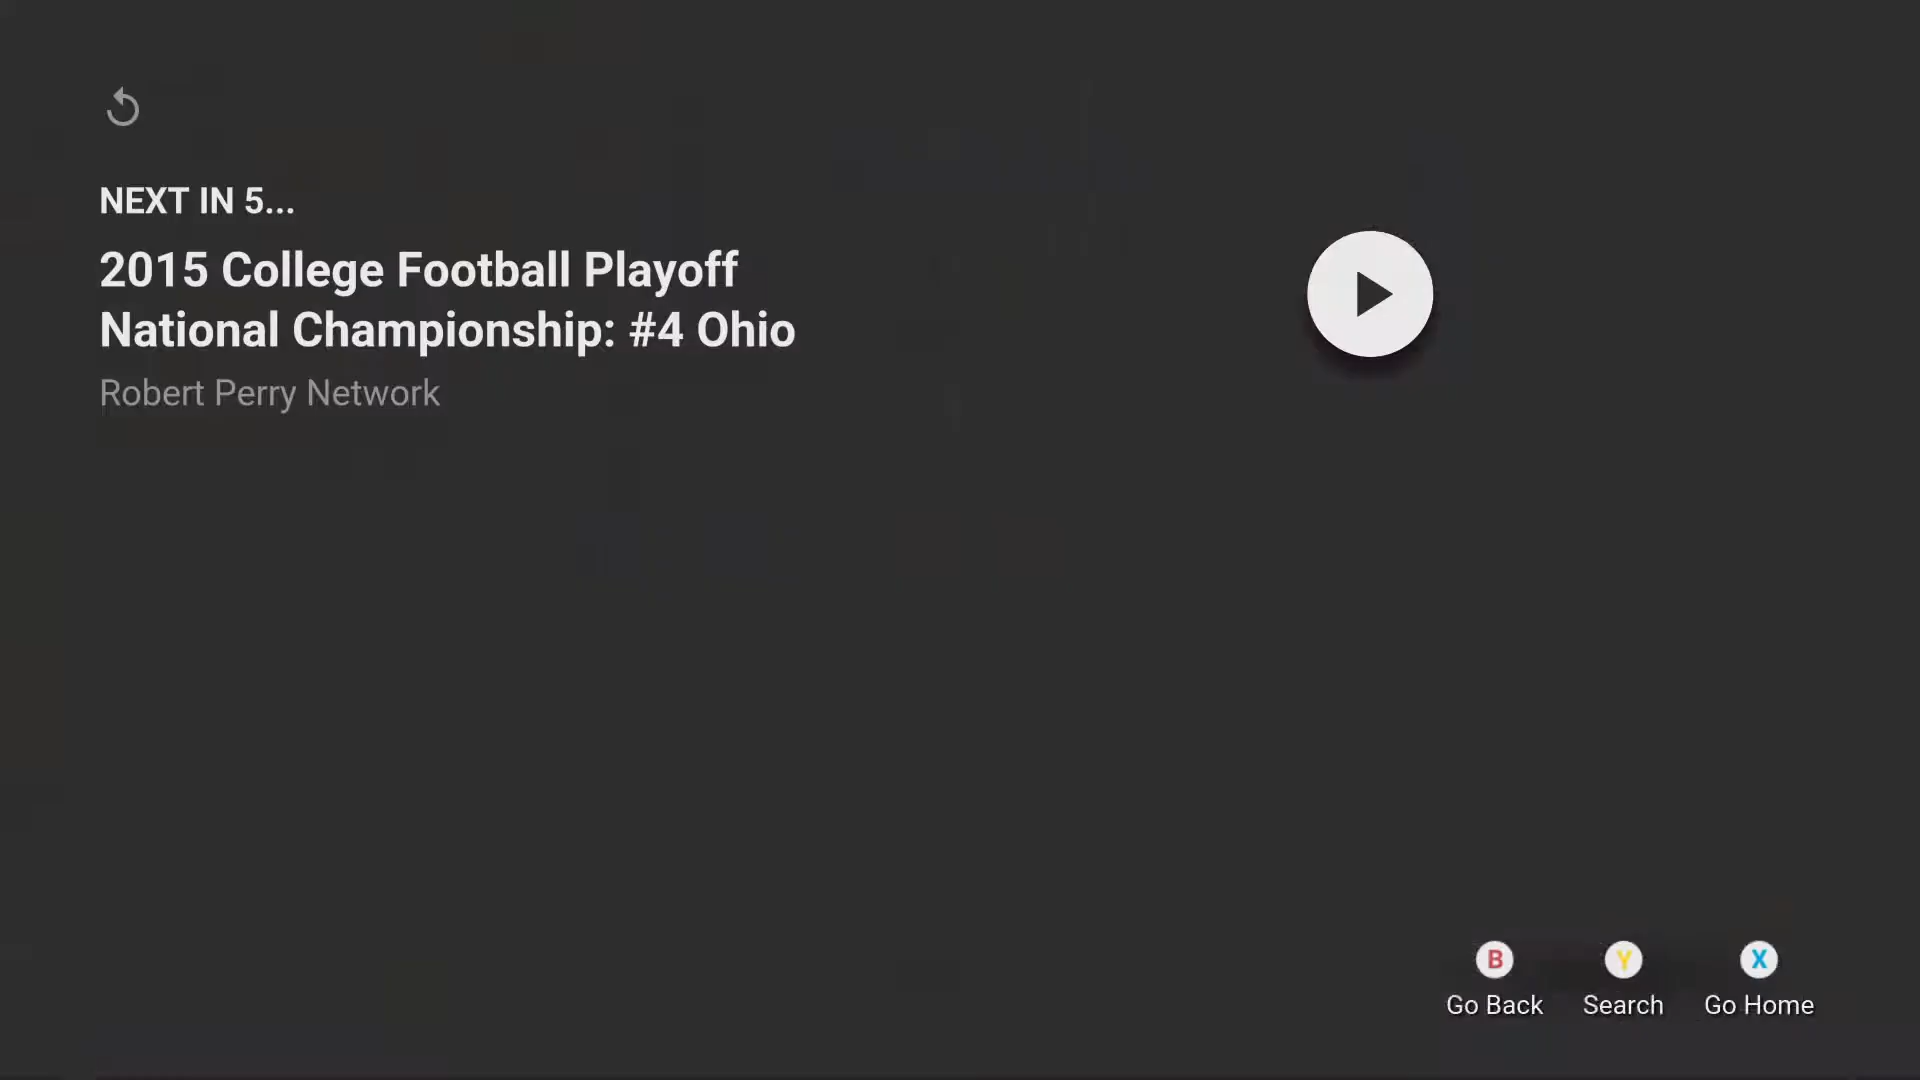 NEXT IN 5...
2015 College Football Playoff
National Championship: #4 Ohio
Robert Perry Network
B Y X
Go Back Search Go Home